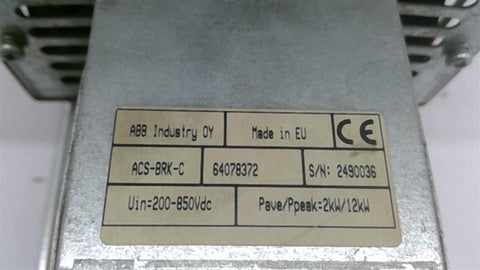 ABB Industry OY Made in EU CE
ACS-BRK-C 64078372 S/N: 2490036
Uin=200-850Vdc Pave/Ppeak=2kW/12kW